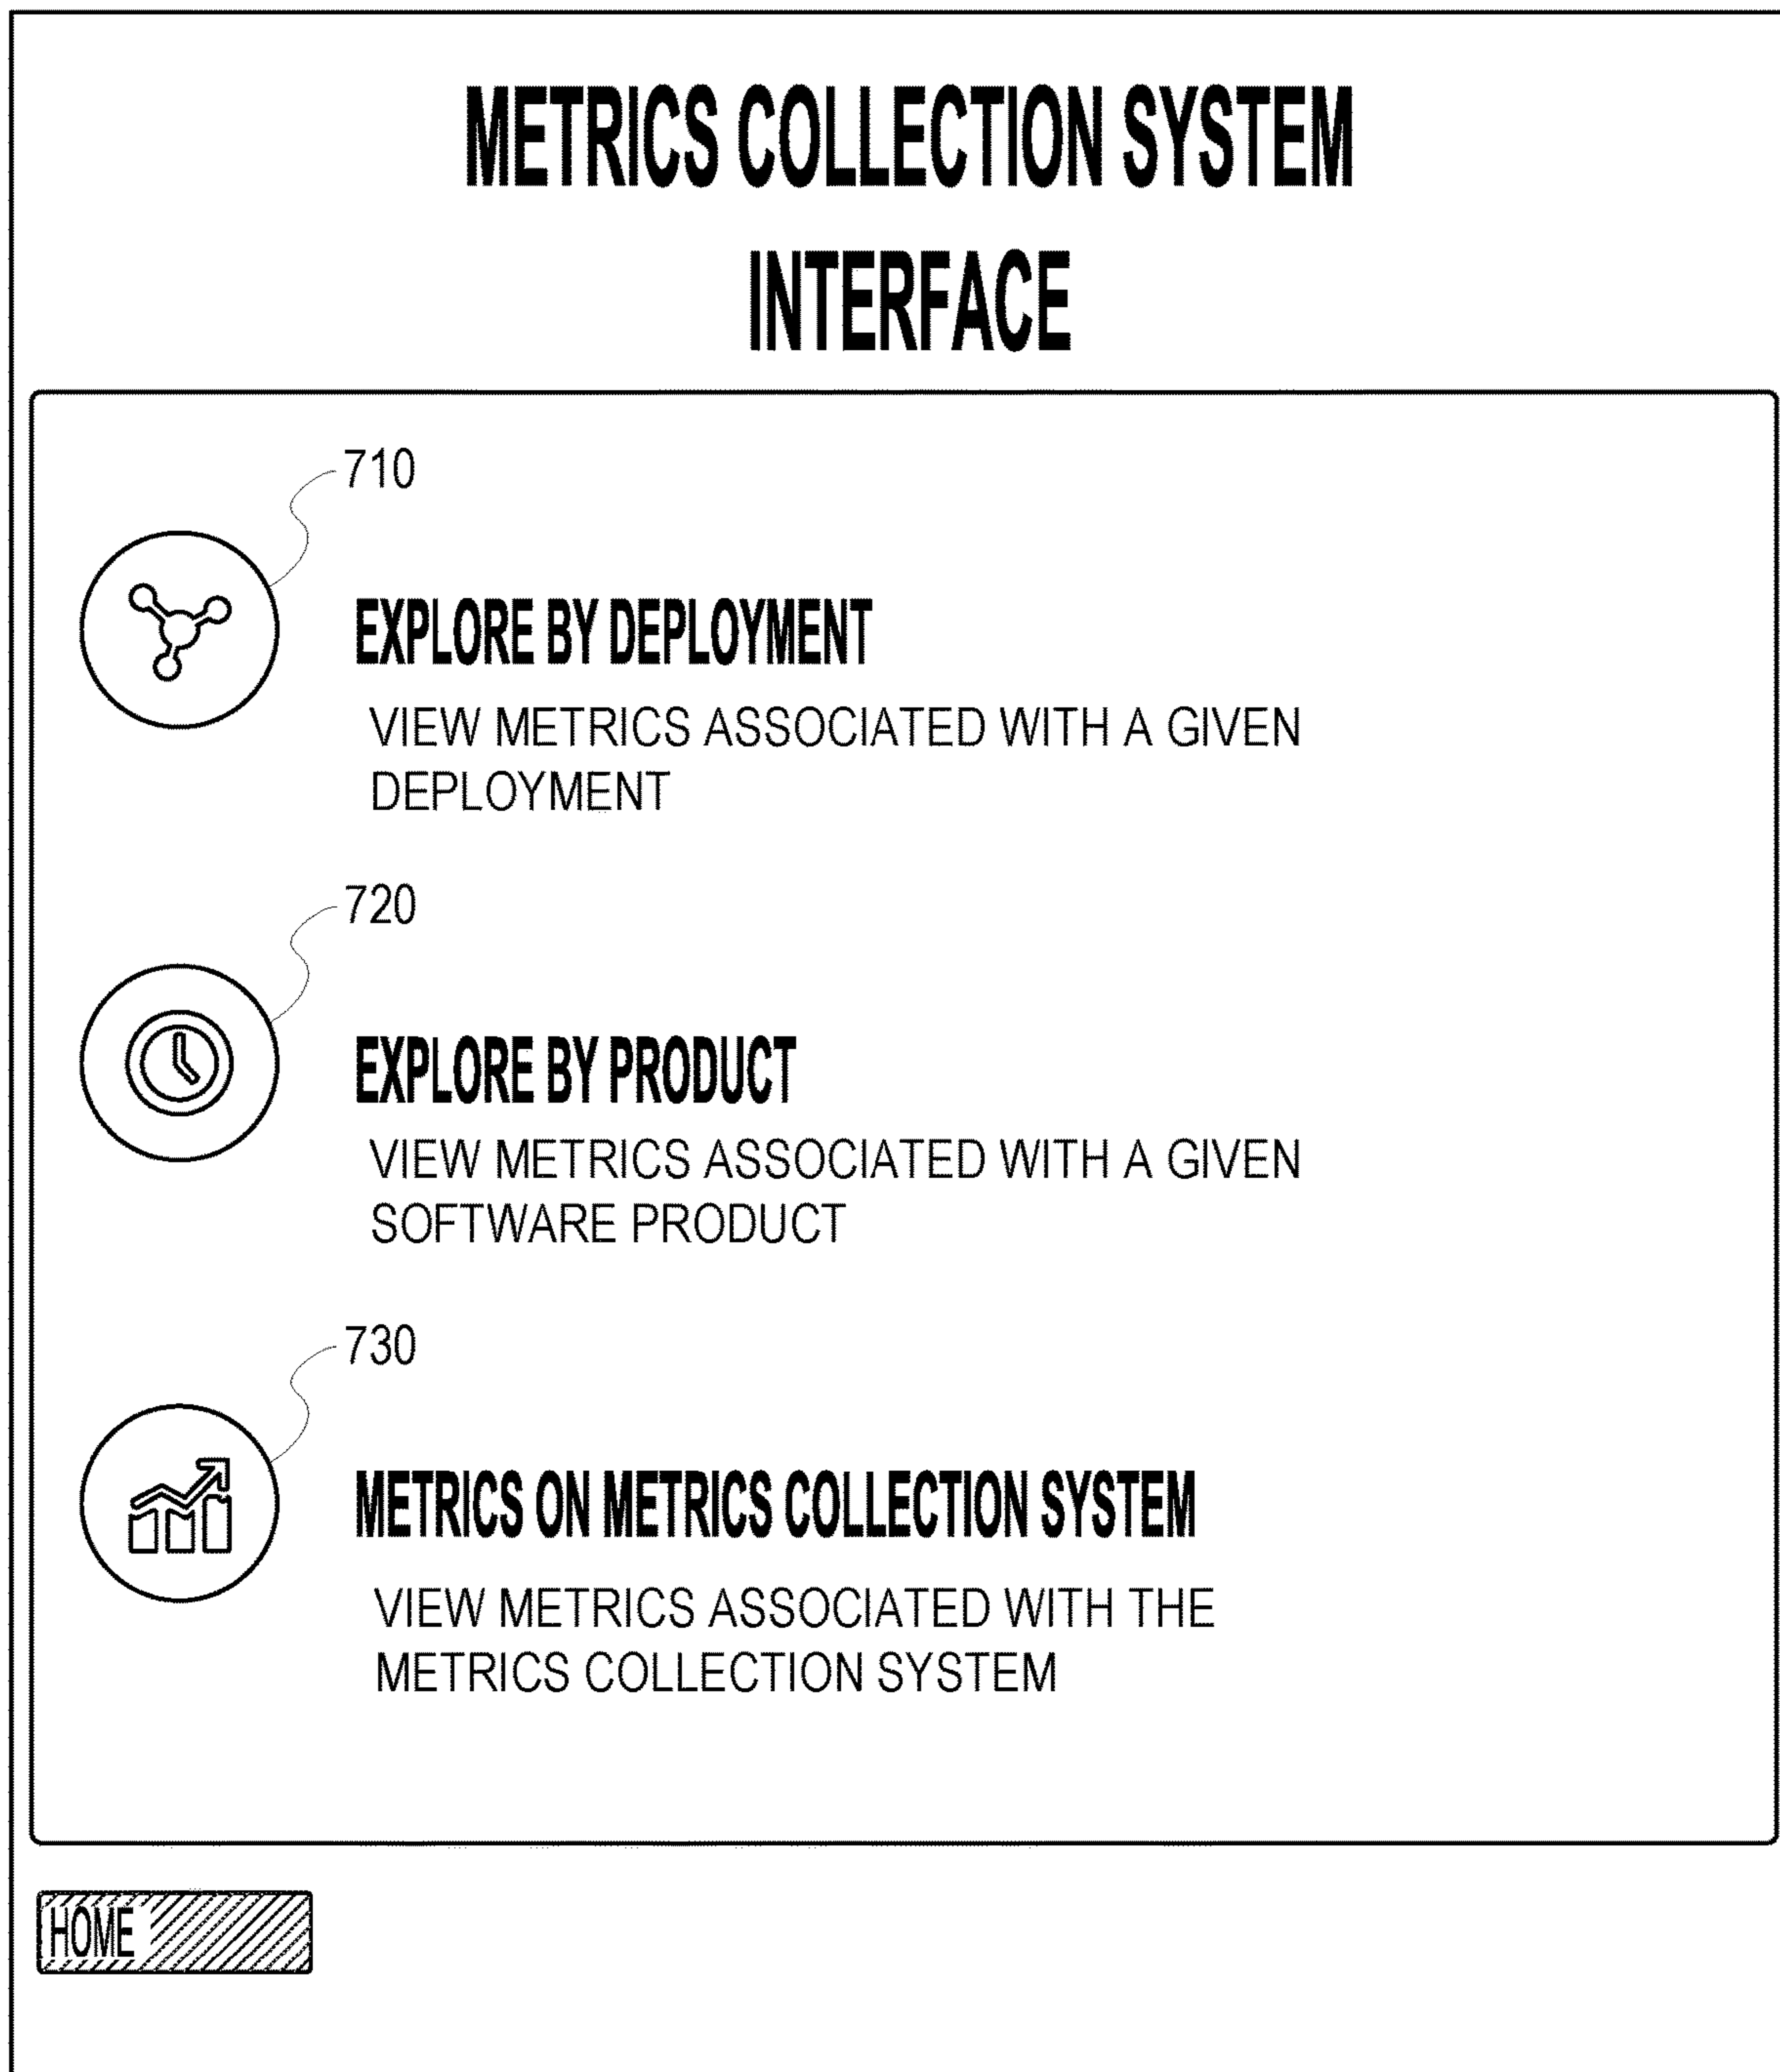 METRICS COLLECTION SYSTEM
INTERFACE
710
EXPLORE BY DEPLOYMENT
VIEW METRICS ASSOCIATED WITH A GIVEN
DEPLOYMENT
720
EXPLORE BY PRODUCT
VIEW METRICS ASSOCIATED WITH A GIVEN
SOFTWARE PRODUCT
730
METRICS ON METRICS COLLECTION SYSTEM
VIEW METRICS ASSOCIATED WITH THE
METRICS COLLECTION SYSTEM
HOME